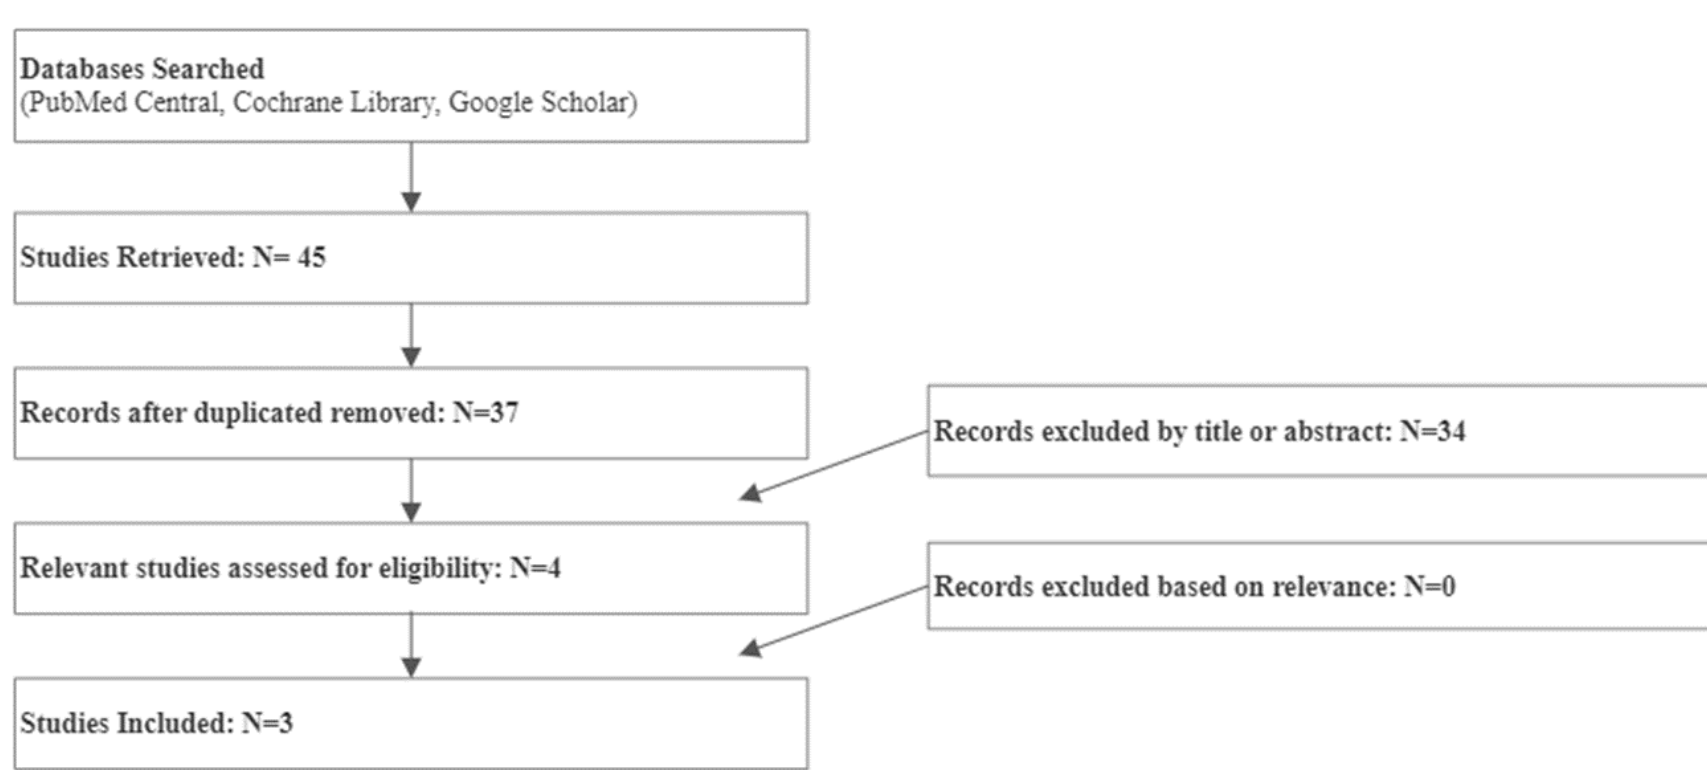 Databases Searched
(PubMed Central, Cochrane Library, Google Scholar)
Studies Retrieved: N= 45
Records after duplicated removed: N=37
Records excluded by title or abstract: N=34
Relevant studies assessed for eligibility: N=4
Records excluded based on relevance: N=0
Studies Included: N=3